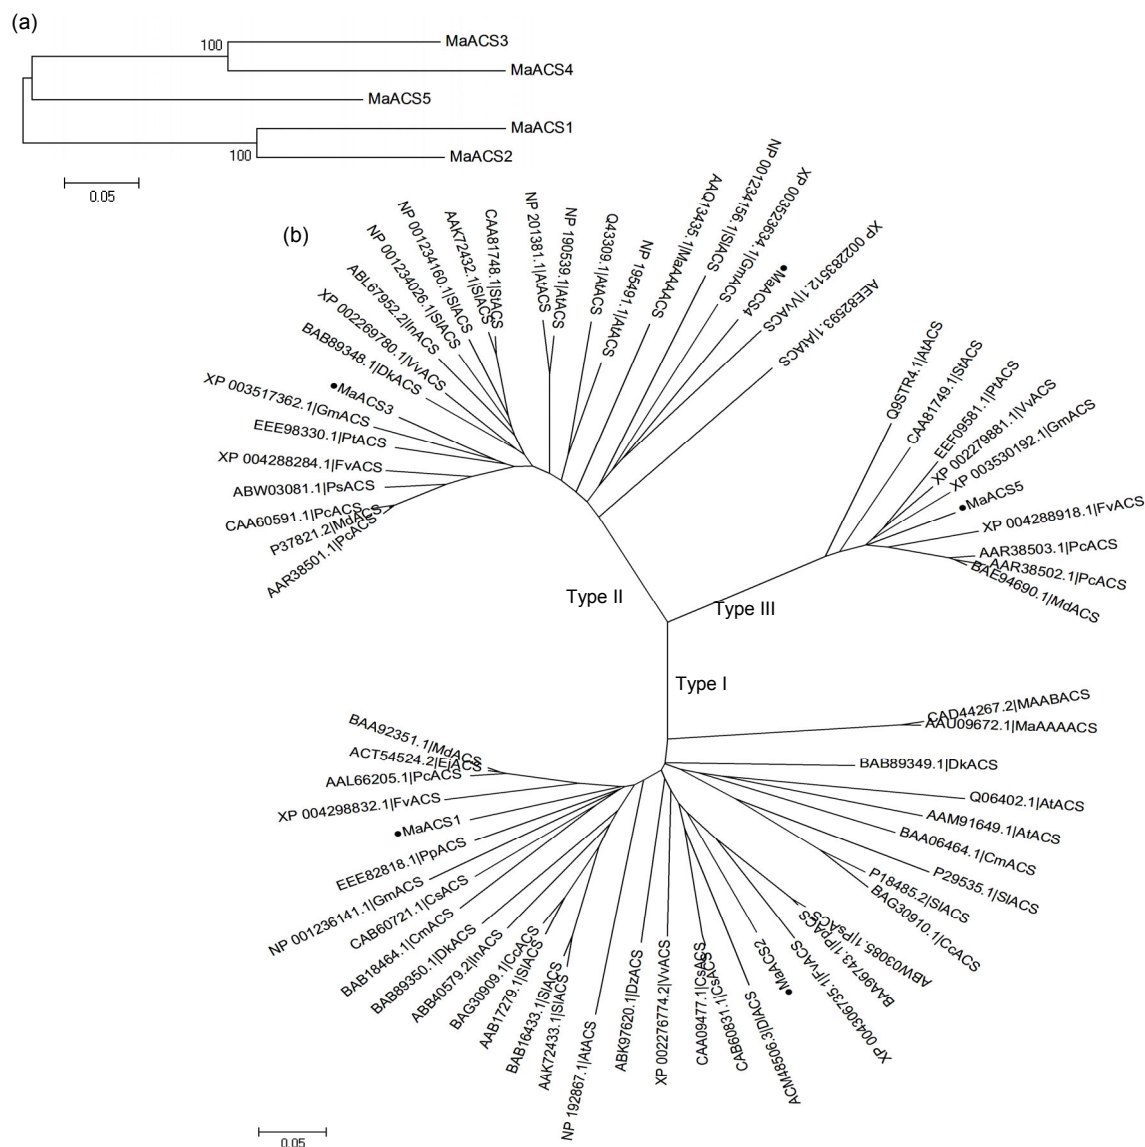 (a)
100
MaACS3
MaACS4
MaACS5
MaACS1
100
MaACS2
0.05
(b)
AAR38501.1|PcACS
P37821.2|MdACS
CAA60591.1|PcACS
ABW03081.1|PsACS
XP 004288284.1|FvACS
EEE98330.1|PtACS
XP 003517362.1|GmACS
MaACS3
BAB89348.1|DkACS
XP 002269780.1|VvACS
ABL67952.2|InACS
NP 001234026.1|SlACS
NP 001234160.1|SlACS
AAK72432.1|SlACS
CAA81748.1|StACS
NP 201381.1|AtACS
NP 190539.1|AtACS
Q43309.1|AtACS
NP 195491.1|AtACS
AAQ13435.1|MaAAAACS
NP 001234156.1|SlACS
XP 003523634.1|GmACS
MaACS4
XP 002283512.1|VvACS
AEE82593.1|AtACS
Q9STR4.1|AtACS
CAA81749.1|StACS
EEF09581.1|PtACS
XP 002279881.1|VvACS
XP 003530192.1|GmACS
MaACS5
XP 004288918.1|FvACS
AAR38503.1|PcACS
AAR38502.1|PcACS
BAE94690.1|MdACS
Type II
Type III
Type I
CAD44267.2|MAABACS
AAU09672.1|MaAAAACS
BAB89349.1|DkACS
Q06402.1|AtACS
AAM91649.1|AtACS
BAA06464.1|CmACS
P29535.1|SlACS
P18485.2|SlACS
BAG30910.1|CcACS
ABW03085.1|PsACS
BAA96743.1|PpACS
XP 004306735.1|FvACS
MaACS2
ACM48506.3|DlACS
CAB60831.1|CsACS
CAA09477.1|CsACS
XP 002276774.2|VvACS
ABK97620.1|DzACS
NP 192867.1|AtACS
AAK72433.1|SlACS
BAB16433.1|SlACS
AAB17279.1|SlACS
BAG30909.1|CcACS
ABBA0579.2|InACS
BAB89350.1|DkACS
BAB18464.1|CmACS
CAB60721.1|CsACS
NP 001236141.1|GmACS
EEE82818.1|PpACS
MaACS1
XP 004298832.1|FvACS
AAL66205.1|PcACS
ACT54524.2|EjACS
BAA92351.1|MdACS
0.05